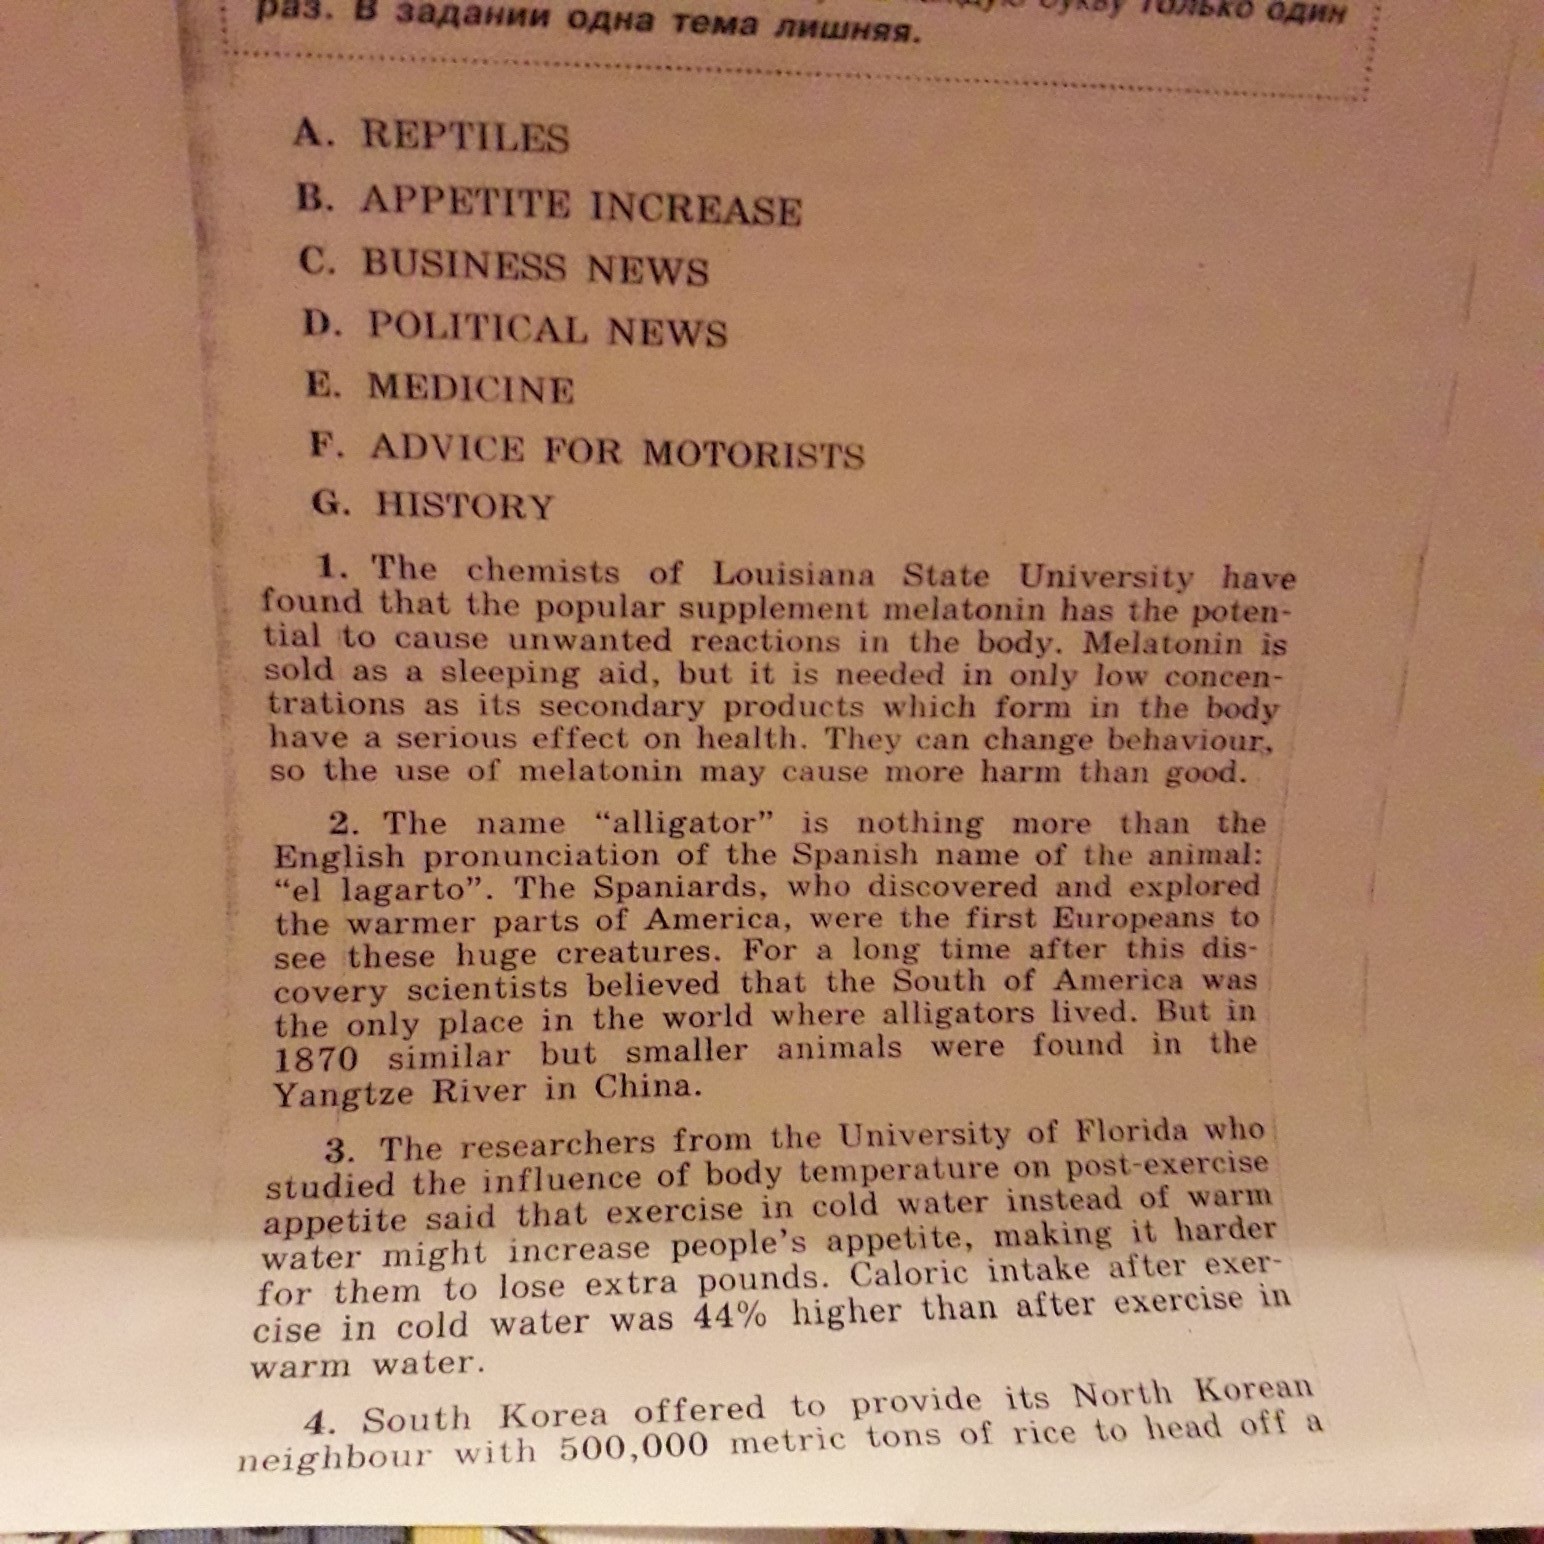 раз. В задании одна тема лишняя. букву только один
A. REPTILES
B. APPETITE INCREASE
C. BUSINESS NEWS
D. POLITICAL NEWS
E. MEDICINE
F. ADVICE FOR MOTORISTS
G. HISTORY
1. The chemists of Louisiana State University have
found that the popular supplement melatonin has the poten-
tial to cause unwanted reactions in the body. Melatonin is
sold as a sleeping aid, but it is needed in only low concen-
trations as its secondary products which form in the body
have a serious effect on health. They can change behaviour,
so the use of melatonin may cause more harm than good.
2. The name “alligator” is nothing more than the
English pronunciation of the Spanish name of the animal:
“el lagarto”. The Spaniards, who discovered and explored
the warmer parts of America, were the first Europeans to
see these huge creatures. For a long time after this dis-
covery scientists believed that the South of America was
the only place in the world where alligators lived. But in
1870 similar but smaller animals were found in the
Yangtze River in China.
3. The researchers from the University of Florida who
studied the influence of body temperature on post-exercise
appetite said that exercise in cold water instead of warm
water might increase people’s appetite, making it harder
for them to lose extra pounds. Caloric intake after exer-
cise in cold water was 44% higher than after exercise in
warm water.
4. South Korea offered to provide its North Korean
neighbour with 500,000 metric tons of rice to head off a